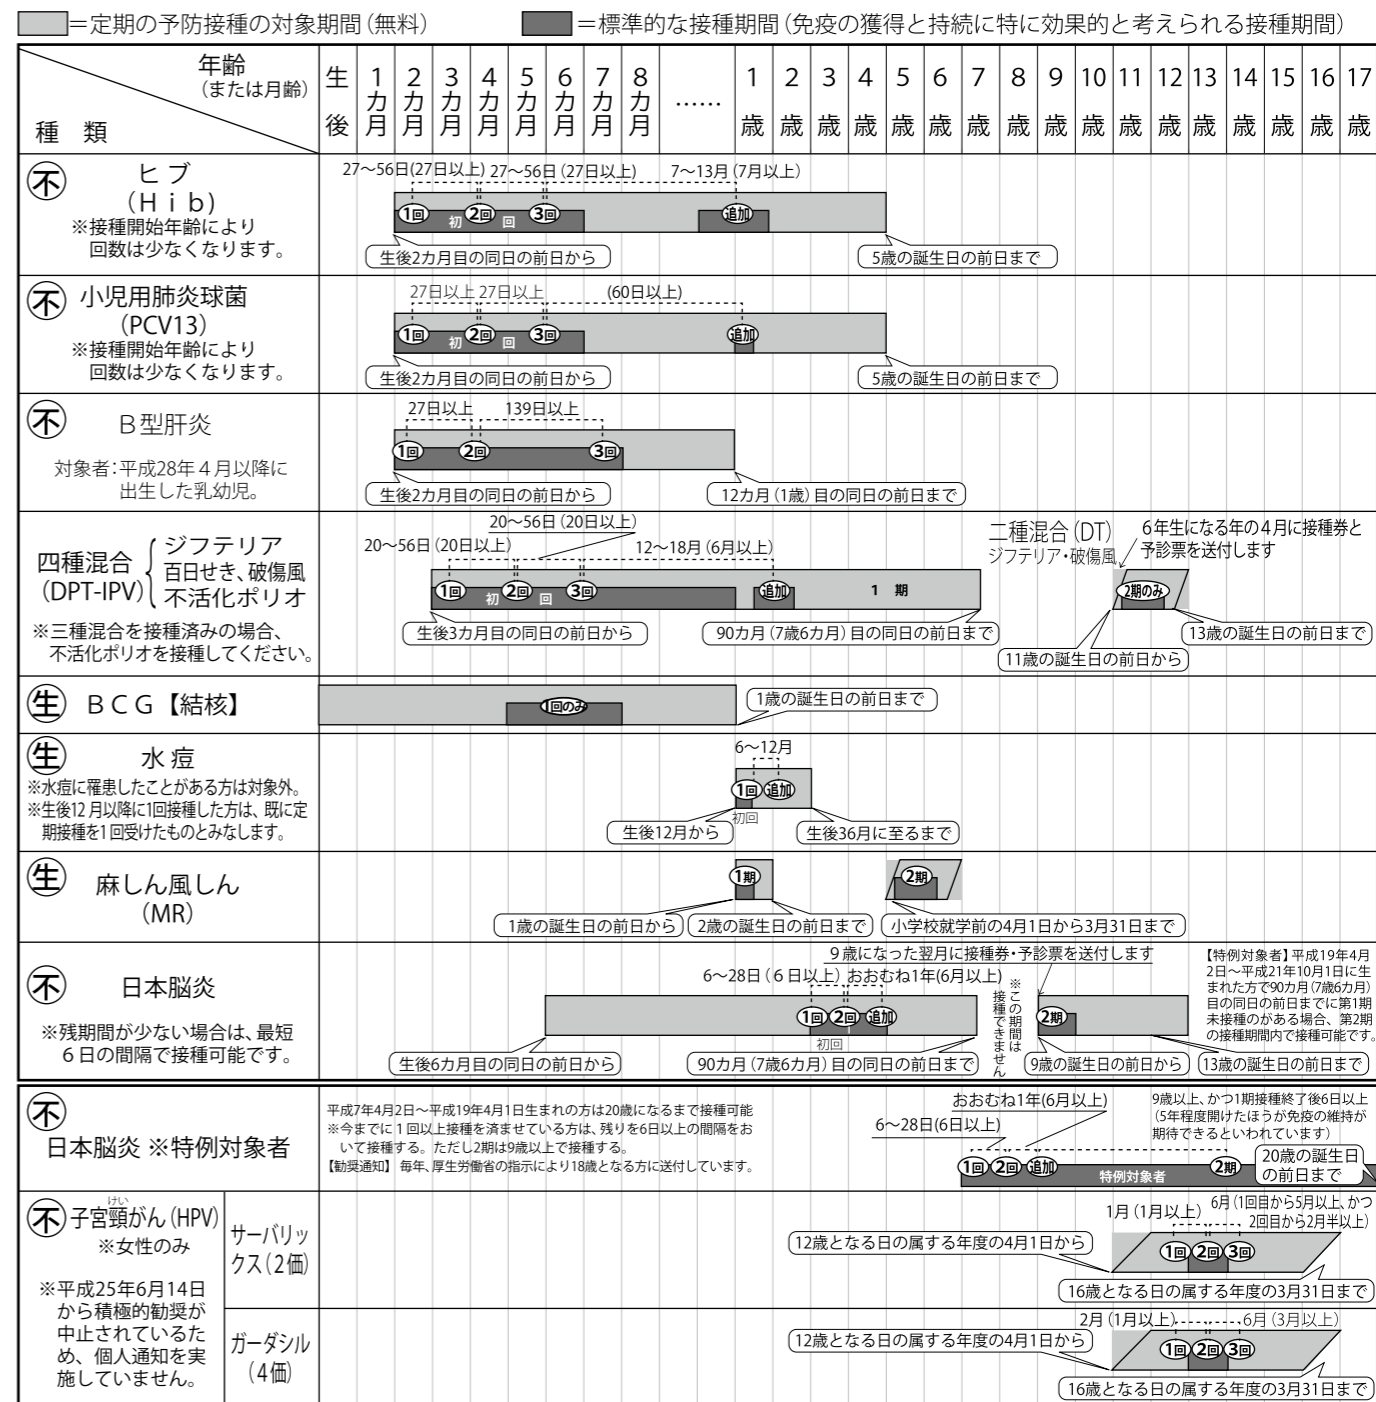 =定期の予防接種の対象期間(無料)
=標準的な接種期間(免疫の獲得と持続に特に効果的と考えられる接種期間)
年齢
(または月齢)
種 類
生後
1カ月
2カ月
3カ月
4カ月
5カ月
6カ月
7カ月
8カ月
……
1歳
2歳
3歳
4歳
5歳
6歳
7歳
8歳
9歳
10歳
11歳
12歳
13歳
14歳
15歳
16歳
17歳
不
ヒブ
(Hib)
※接種開始年齢により
回数は少なくなります。
27〜56日(27日以上)
27〜56日(27日以上)
7〜13月(7月以上)
1回
初
2回
回
3回
追加
生後2カ月目の同日の前日から
5歳の誕生日の前日まで
不
小児用肺炎球菌
(PCV13)
※接種開始年齢により
回数は少なくなります。
27日以上
27日以上
(60日以上)
1回
初
2回
回
3回
追加
生後2カ月目の同日の前日から
5歳の誕生日の前日まで
不
B型肝炎
対象者:平成28年4月以降に
出生した乳幼児。
27日以上
139日以上
1回
2回
3回
生後2カ月目の同日の前日から
12カ月(1歳)目の同日の前日まで
四種混合
(DPT-IPV)
ジフテリア
百日せき、破傷風
不活化ポリオ
※三種混合を接種済みの場合、
不活化ポリオを接種してください。
20〜56日(20日以上)
20〜56日(20日以上)
12〜18月(6月以上)
1回
初
2回
回
3回
追加
1 期
生後3カ月目の同日の前日から
90カ月(7歳6カ月)目の同日の前日まで
二種混合(DT)
ジフテリア・破傷風
6年生になる年の4月に接種券と
予診票を送付します
2期のみ
11歳の誕生日の前日から
13歳の誕生日の前日まで
生
BCG【結核】
1回のみ
1歳の誕生日の前日まで
生
水痘
※水痘に罹患したことがある方は対象外。
※生後12月以降に1回接種した方は、既に定
期接種を1回受けたものとみなします。
6〜12月
1回
追加
初回
生後12月から
生後36月に至るまで
生
麻しん風しん
(MR)
1期
2期
1歳の誕生日の前日から
2歳の誕生日の前日まで
小学校就学前の4月1日から3月31日まで
不
日本脳炎
※残期間が少ない場合は、最短
6日の間隔で接種可能です。
9歳になった翌月に接種券・予診票を送付します
6〜28日(6日以上)
おおむね1年(6月以上)
1回
2回
追加
初回
※この期間は
接種できません
2期
生後6カ月目の同日の前日から
90カ月(7歳6カ月)目の同日の前日まで
9歳の誕生日の前日から
13歳の誕生日の前日まで
【特例対象者】平成19年4月
2日〜平成21年10月1日に生
まれた方で90カ月(7歳6カ月)
目の同日の前日までに第1期
未接種のがある場合、第2期
の接種期間内で接種可能です。
不
日本脳炎 ※特例対象者
平成7年4月2日〜平成19年4月1日生まれの方は20歳になるまで接種可能
※今までに1回以上接種を済ませている方は、残りを6日以上の間隔をお
いて接種する。ただし2期は9歳以上で接種する。
【勧奨通知】 毎年、厚生労働省の指示により18歳となる方に送付しています。
おおむね1年(6月以上)
6〜28日(6日以上)
9歳以上、かつ1期接種終了後6日以上
(5年程度開けたほうが免疫の維持が
期待できるといわれています)
1回
2回
追加
特例対象者
2期
20歳の誕生日
の前日まで
不
子宮頸がん(HPV)
けい
※女性のみ
※平成25年6月14日
から積極的勧奨が
中止されているた
め、個人通知を実
施していません。
サーバリッ
クス(2価)
1月(1月以上)
6月(1回目から5月以上、かつ
2回目から2月半以上)
12歳となる日の属する年度の4月1日から
1回
2回
3回
16歳となる日の属する年度の3月31日まで
ガーダシル
(4価)
2月(1月以上)
6月(3月以上)
12歳となる日の属する年度の4月1日から
1回
2回
3回
16歳となる日の属する年度の3月31日まで